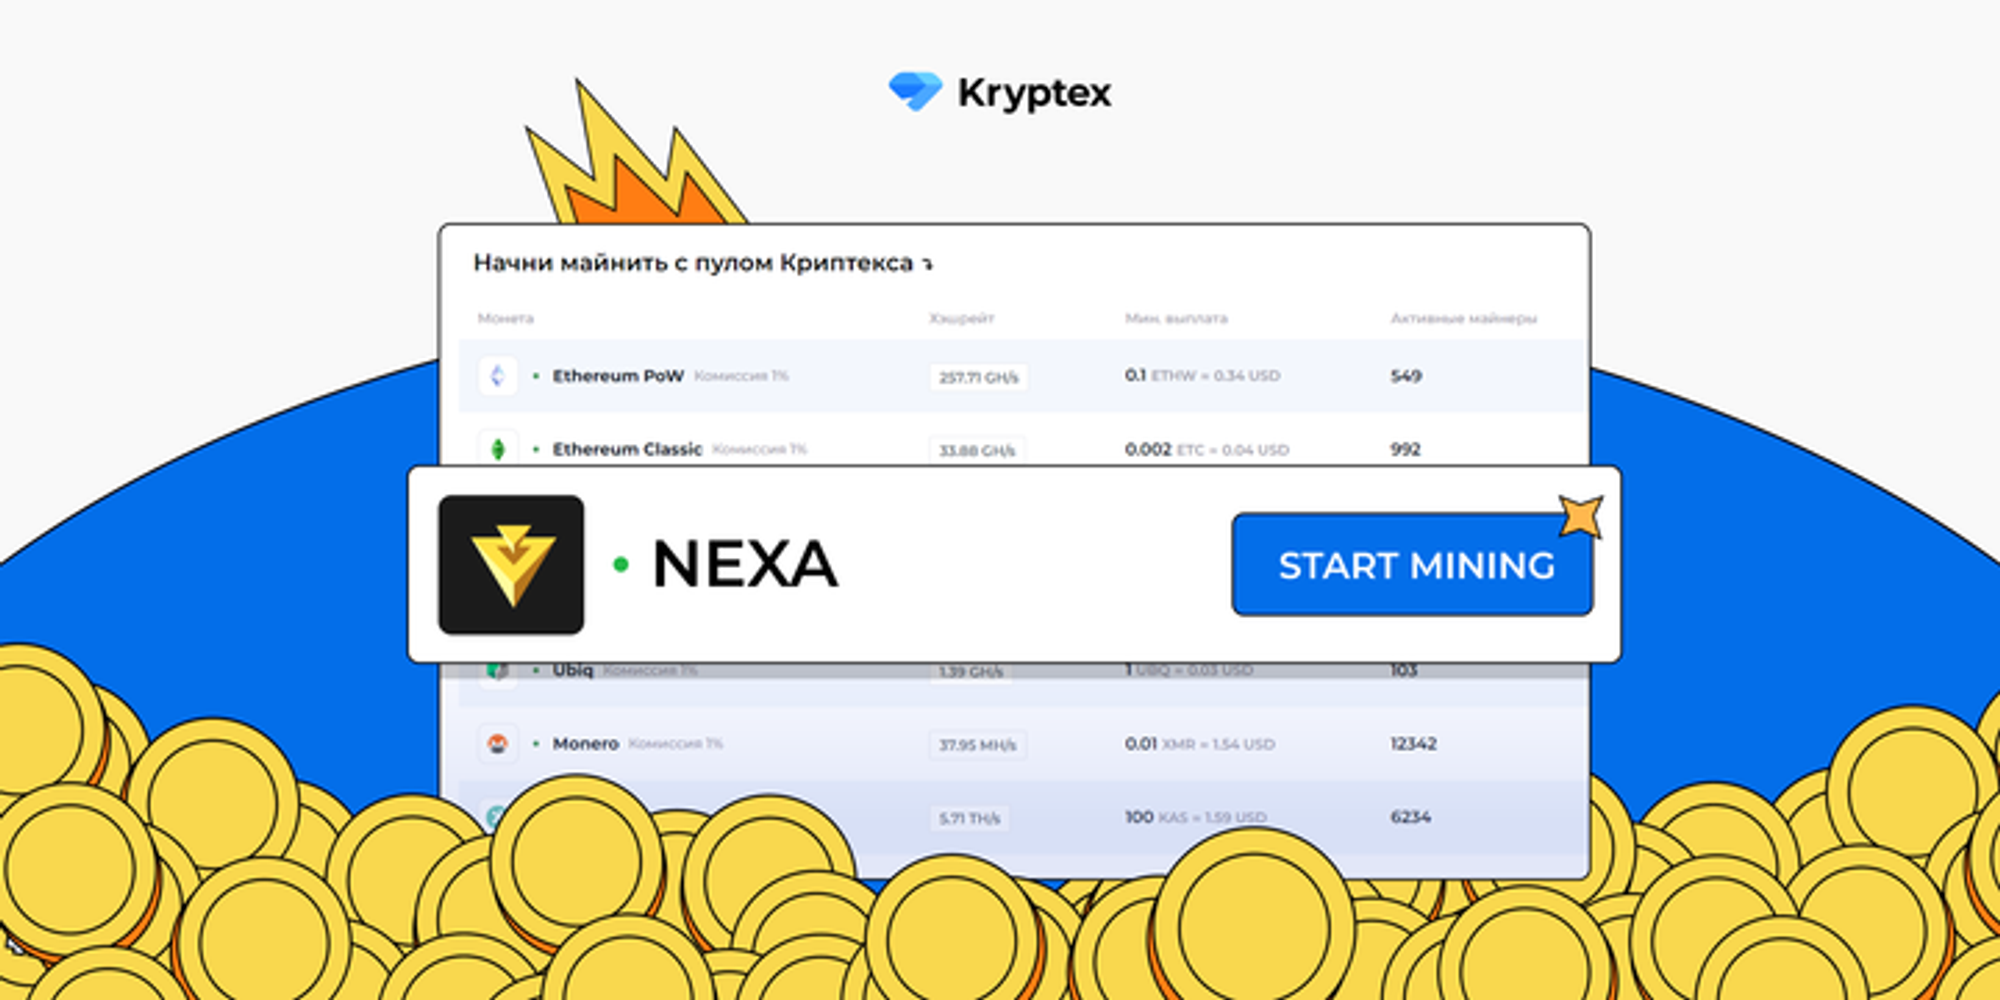 Kryptex
Начни майнить с пулом Криптекса
Монета Хэшрейт Мин. выплата Активные майнеры
Ethereum PoW Комиссия 1% 257.71 GH/s 0.1 ETHW ≈ 0.34 USD 549
Ethereum Classic Комиссия 1% 33.88 GH/s 0.002 ETC ≈ 0.04 USD 992
NEXA START MINING
Ubiq Комиссия 1% 1.39 GH/s 1 UBQ ≈ 0.03 USD 103
Monero Комиссия 1% 37.95 MH/s 0.01 XMR ≈ 1.54 USD 12342
5.71 TH/s 100 KAS ≈ 1.59 USD 6234